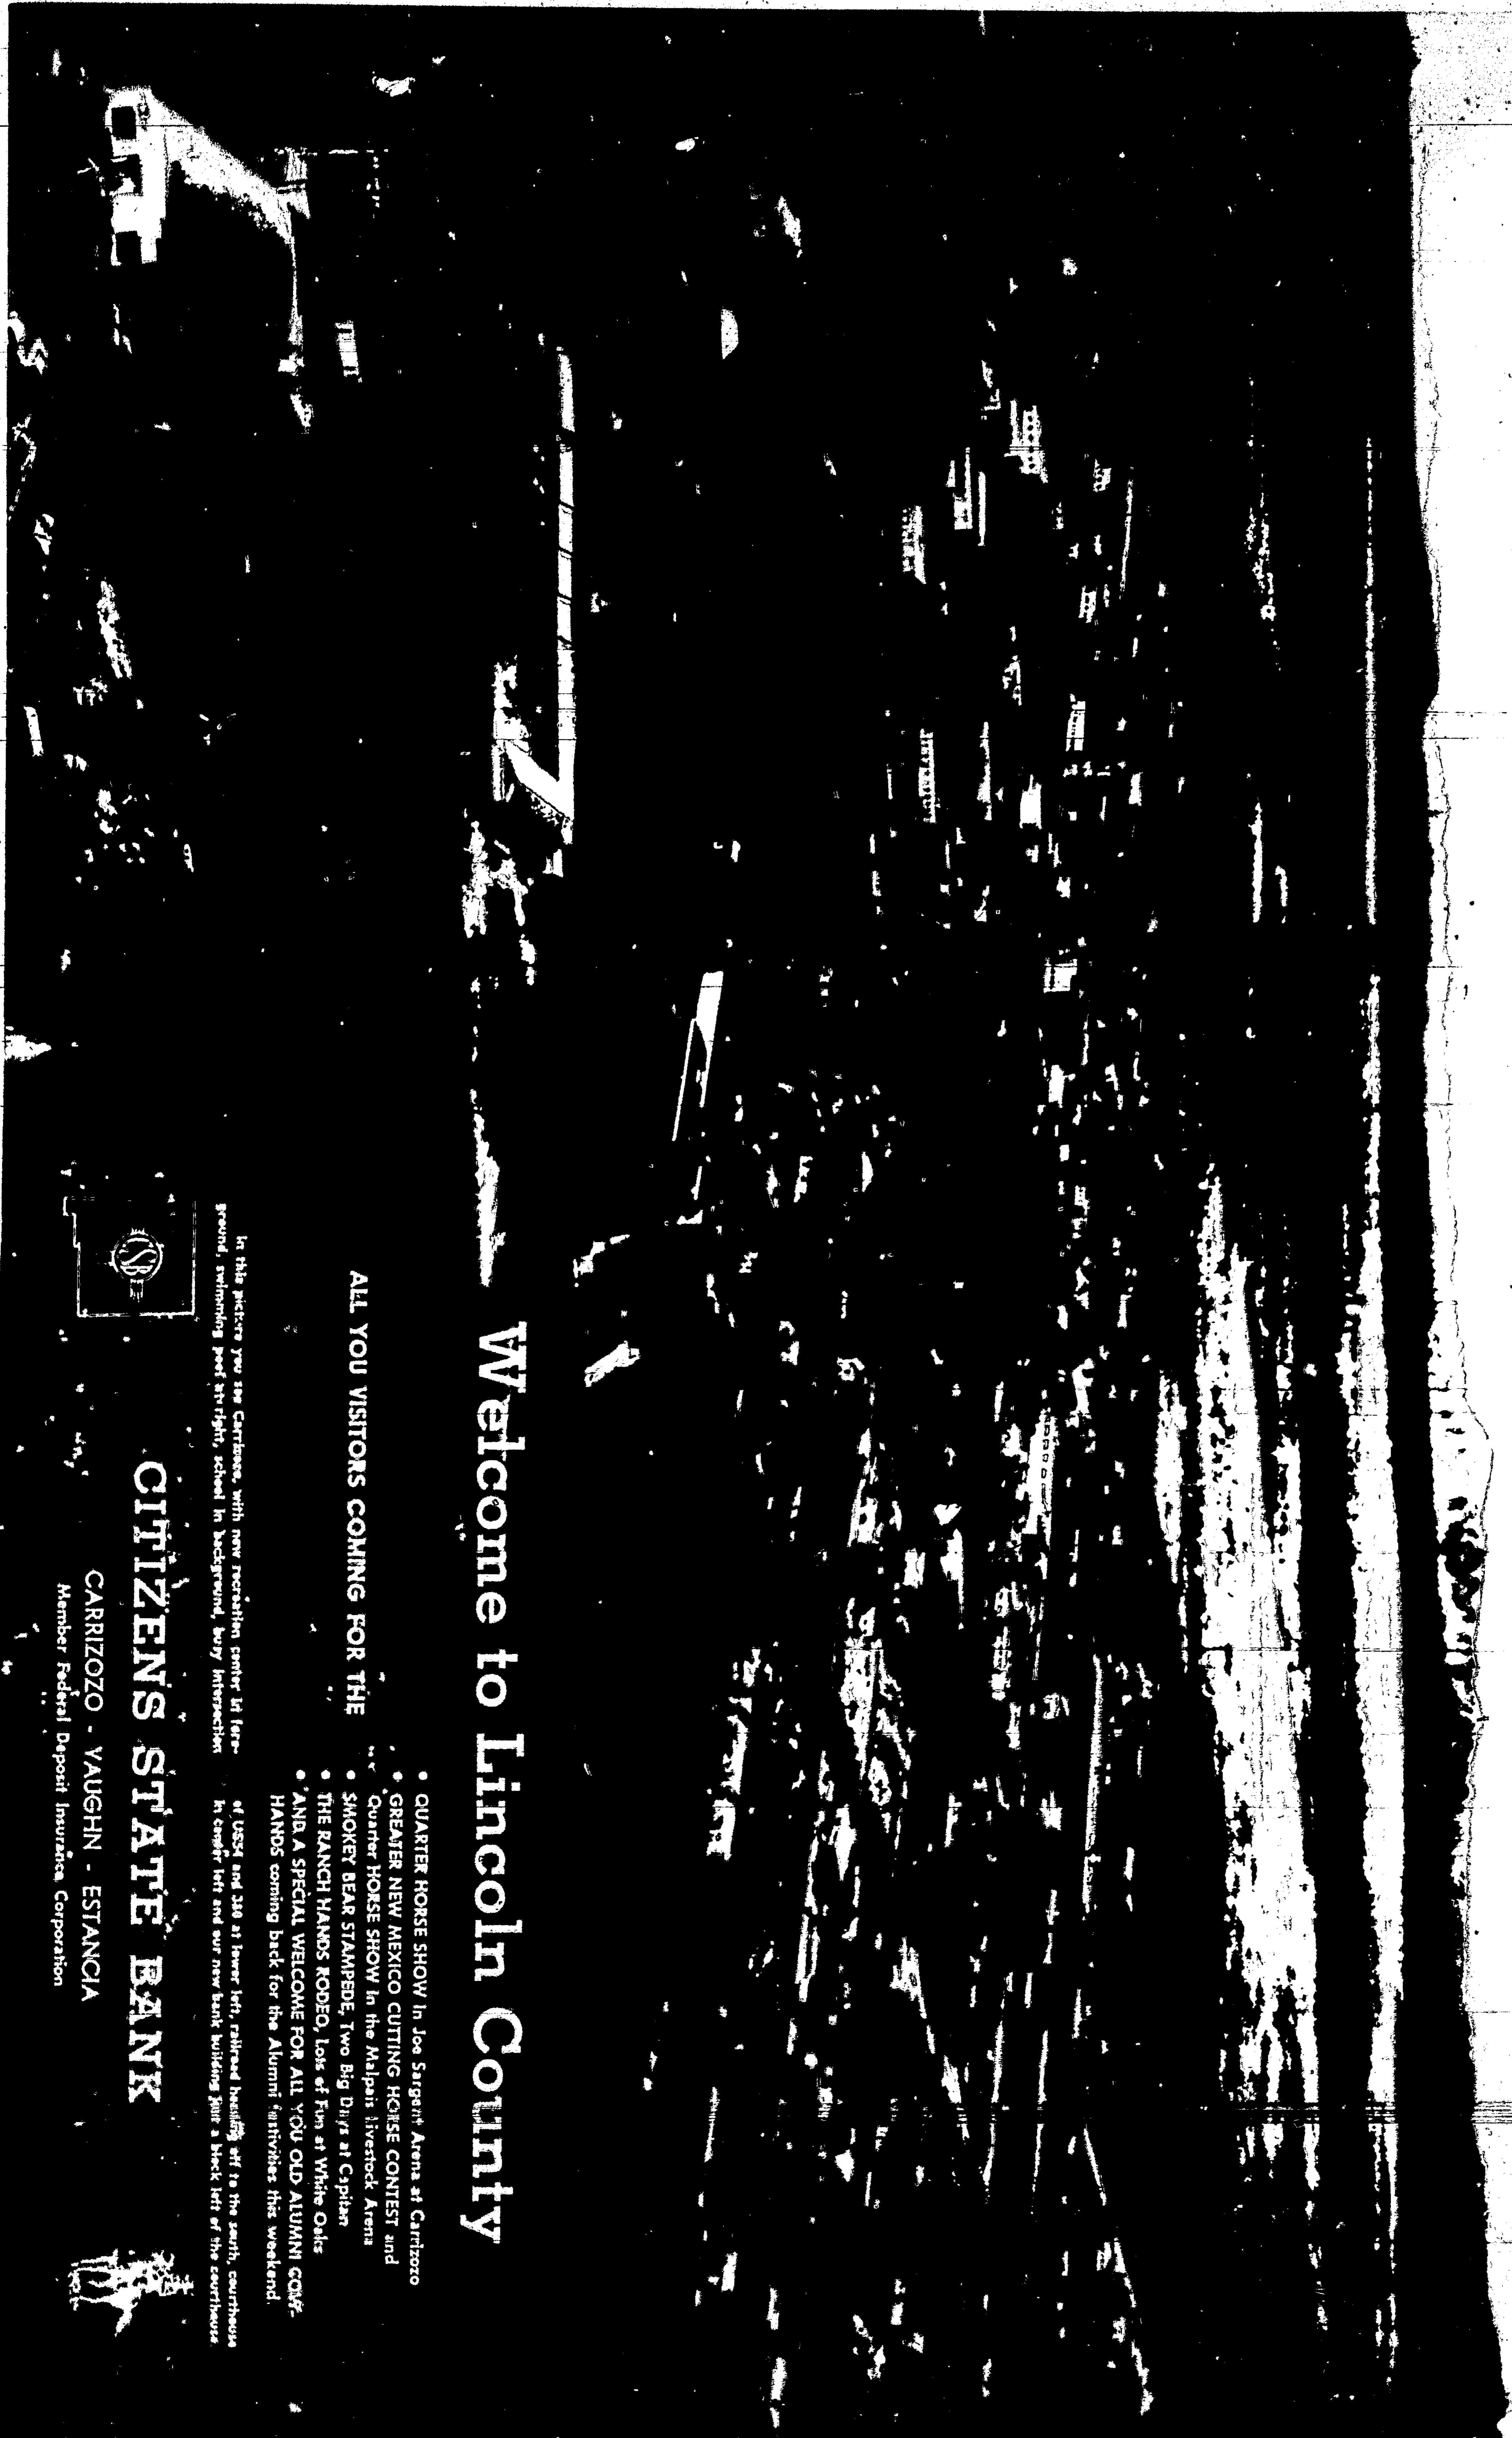 Welcome to Lincoln County
ALL YOU VISITORS COMING FOR THE
• QUARTER HORSE SHOW In Joe Sargent Arena at Carrizozo
• GREATER NEW MEXICO CUTTING HORSE CONTEST and
Quarter HORSE SHOW in the Malpais Livestock Arena
• SMOKEY BEAR STAMPEDE, Two Big Days at Capitan
• THE RANCH HANDS RODEO, Lots of Fun at White Oaks
• AND A SPECIAL WELCOME FOR ALL YOU OLD ALUMNI COW-
HANDS coming back for the Alumni festivities this weekend.
In this picture you see Carrizozo, with new recreation center in fore-
ground, swimming pool at right, school in background, busy intersection
of US54 and 380 at lower left, railroad heading off to the south, courthouse
in center left and our new bank building just a block left of the courthouse
CSB
CITIZENS STATE BANK
CARRIZOZO - VAUGHN - ESTANCIA
Member Federal Deposit Insurance Corporation